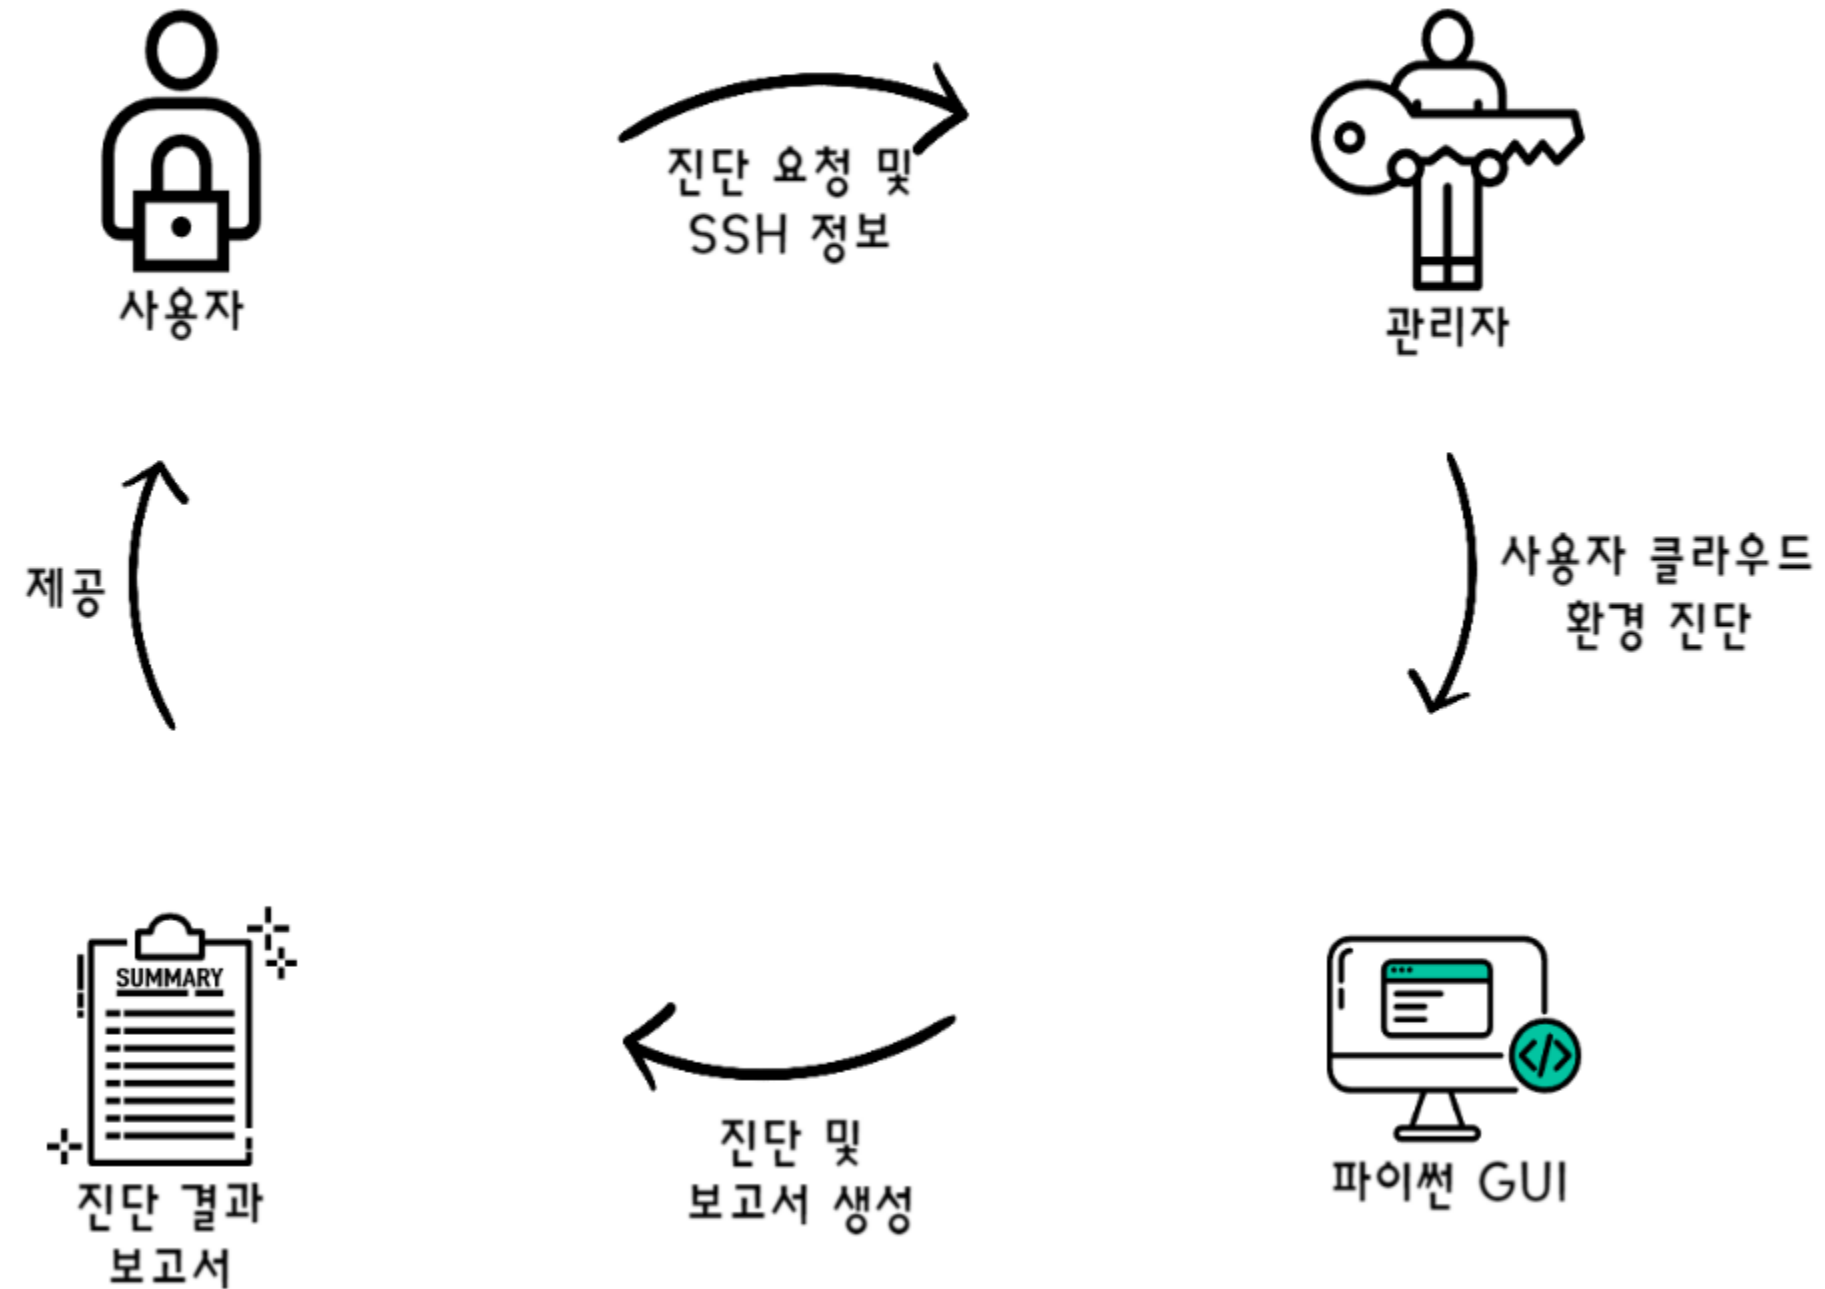 사용자
진단 요청 및
SSH 정보
관리자
사용자 클라우드
환경 진단
파이썬 GUI
</>
진단 및
보고서 생성
SUMMARY
진단 결과
보고서
제공